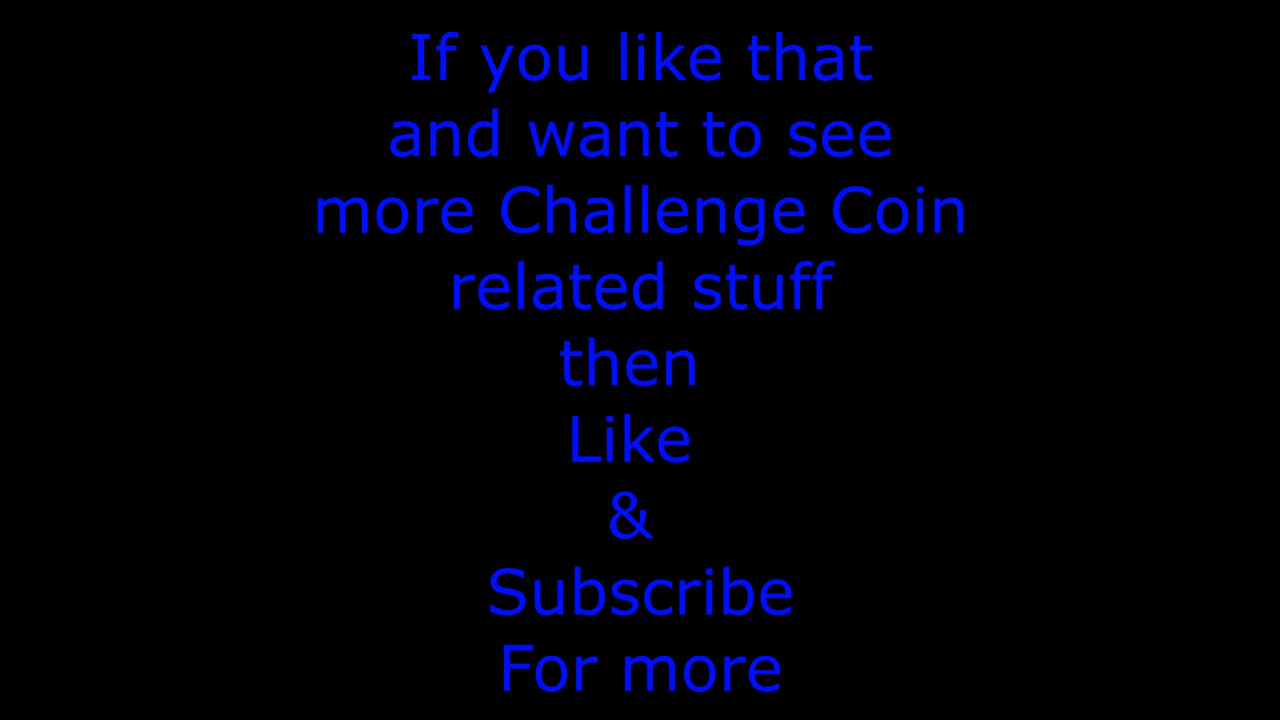 If you like that
and want to see
more Challenge Coin
related stuff
then
Like
&
Subscribe
For more